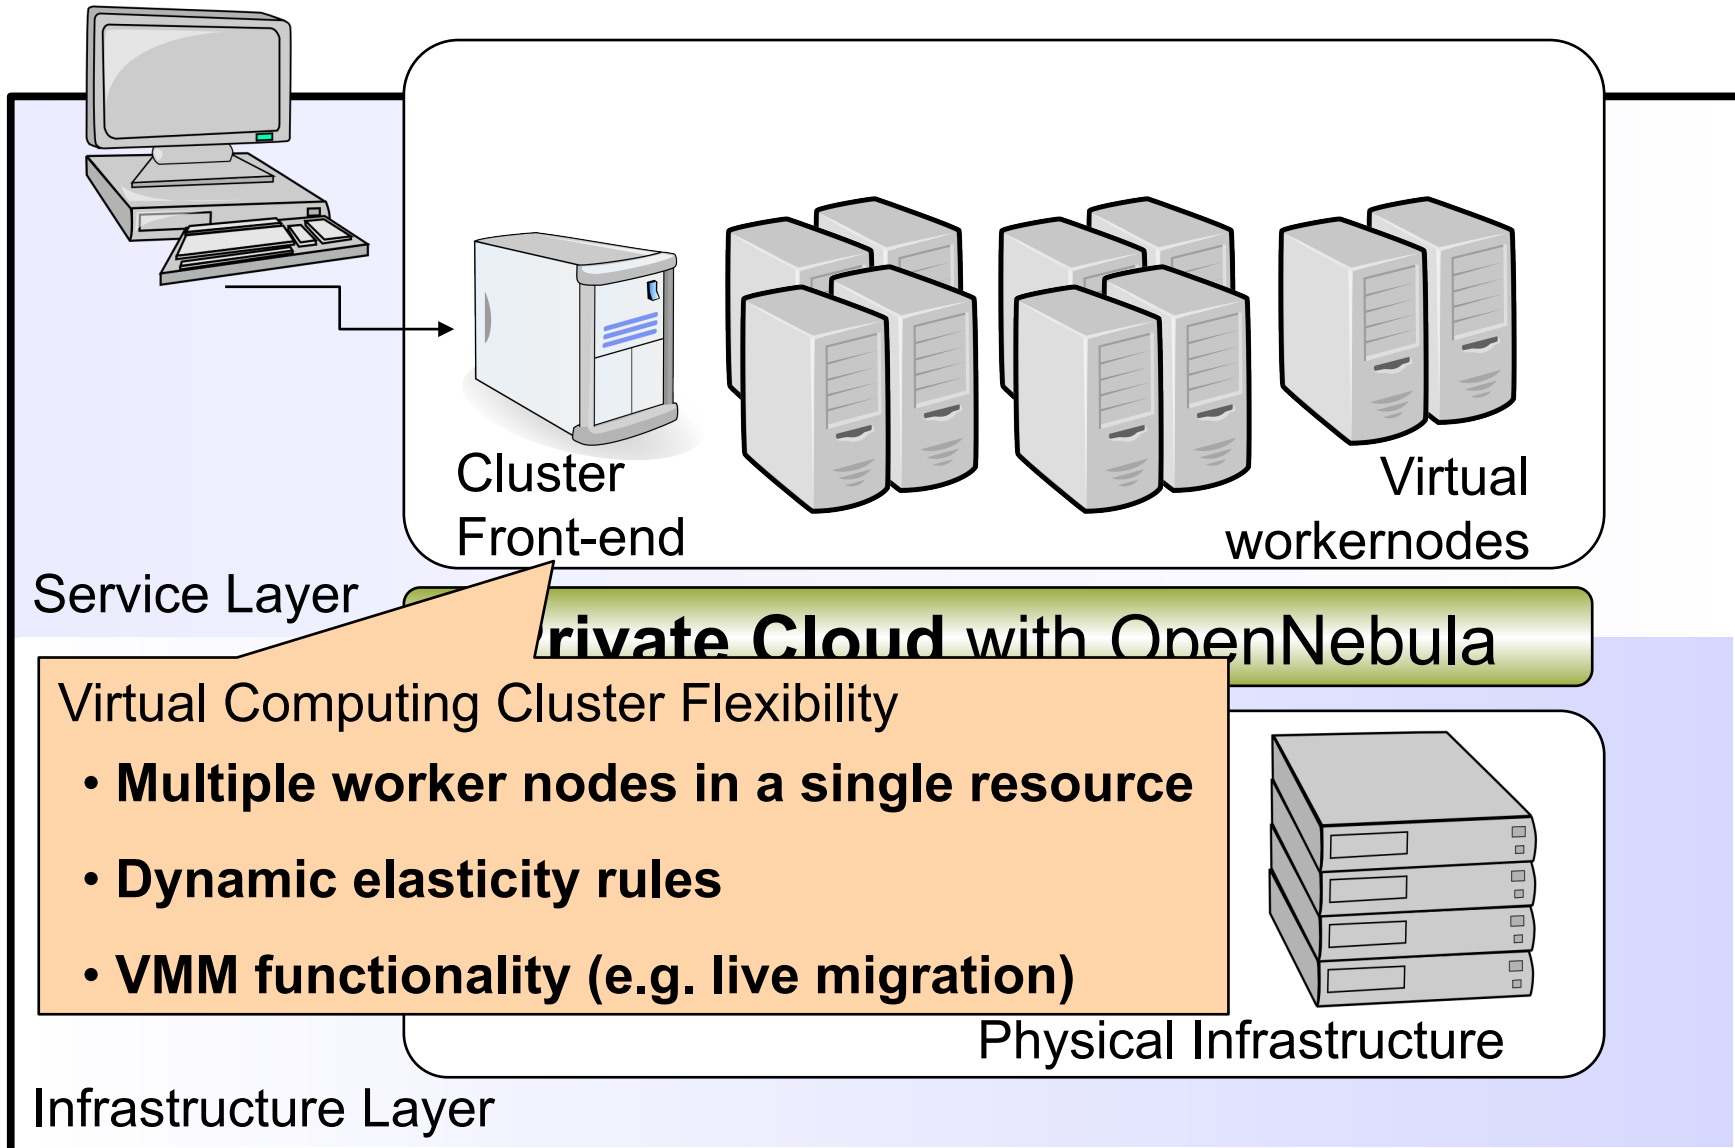 Cluster
Front-end
Virtual
workernodes
Service Layer
Private Cloud with OpenNebula
Virtual Computing Cluster Flexibility
• Multiple worker nodes in a single resource
• Dynamic elasticity rules
• VMM functionality (e.g. live migration)
Physical Infrastructure
Infrastructure Layer